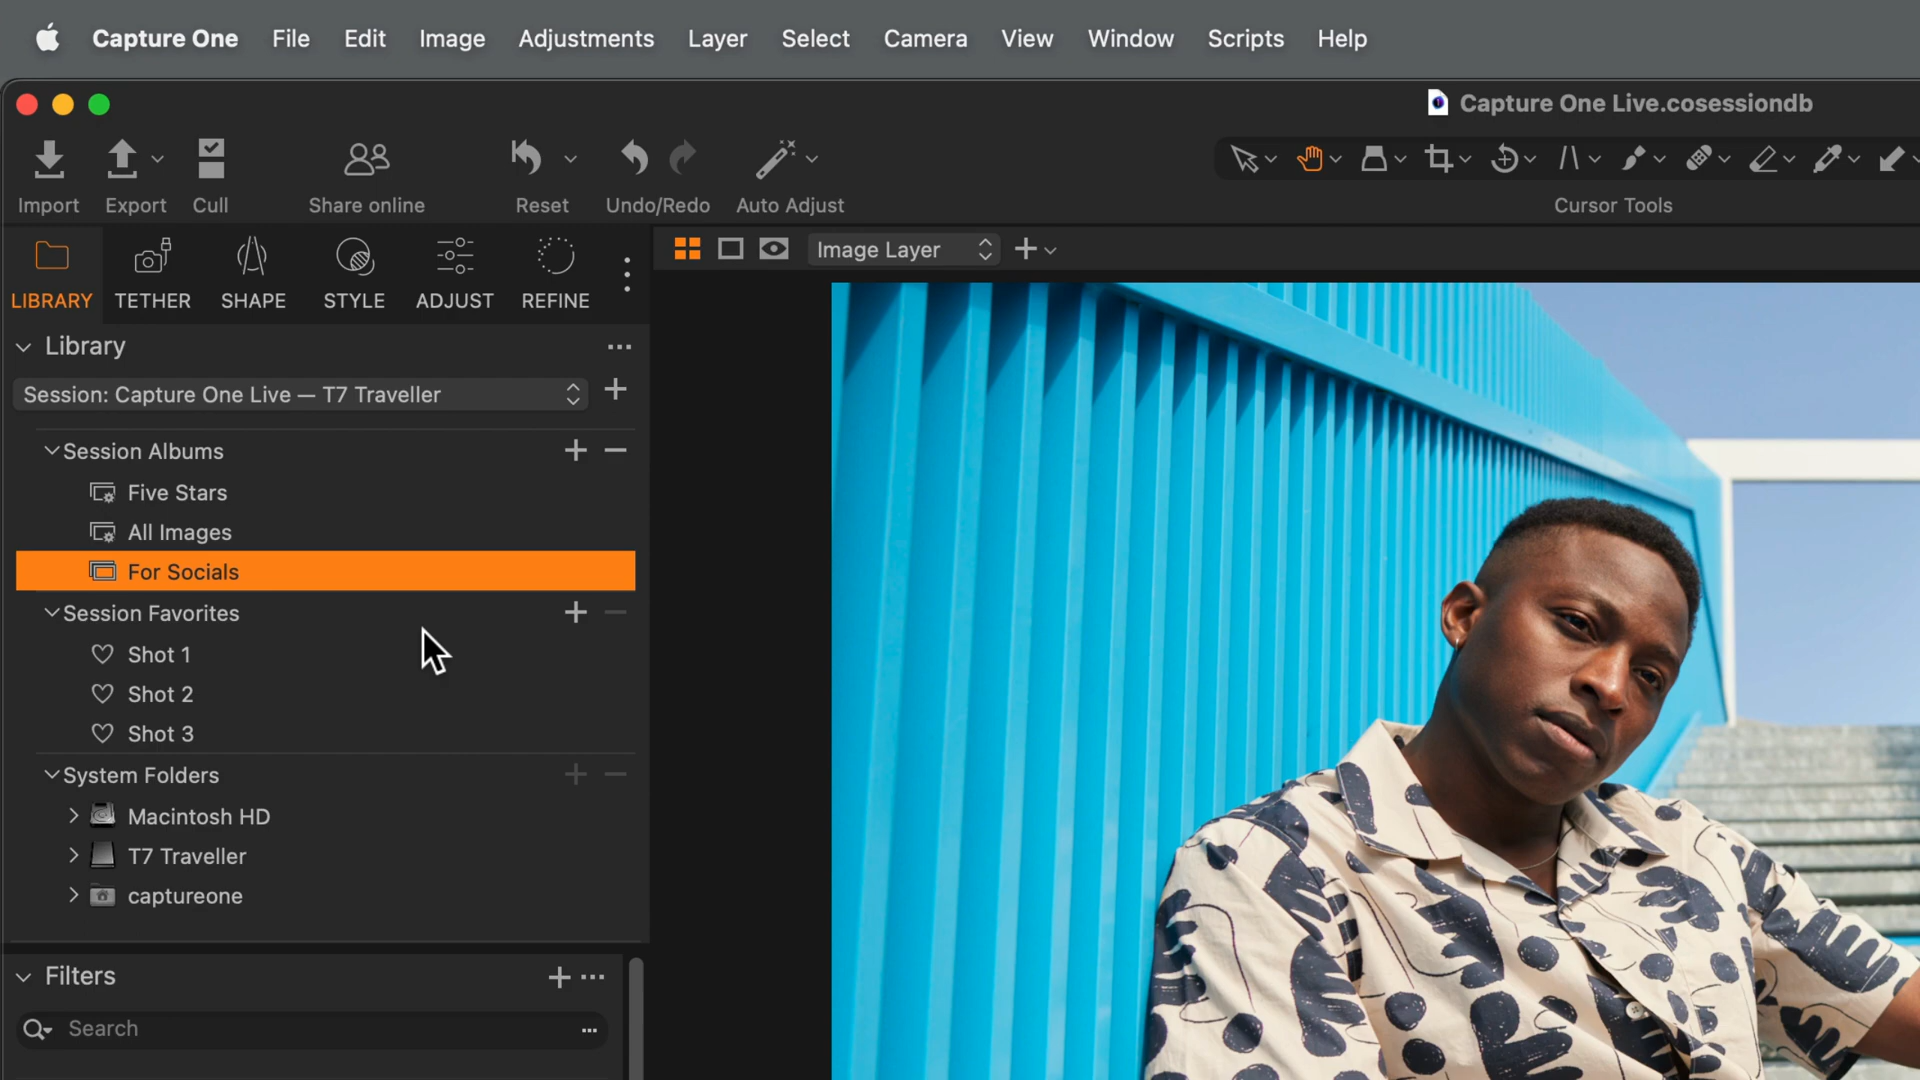 Capture One File Edit Image Adjustments Layer Select Camera View Window Scripts Help
Capture One Live.cosessiondb
Import Export Cull Share online Reset Undo/Redo Auto Adjust Cursor Tools
LIBRARY TETHER SHAPE STYLE ADJUST REFINE
Image Layer
Library
Session: Capture One Live — T7 Traveller
Session Albums
Five Stars
All Images
For Socials
Session Favorites
Shot 1
Shot 2
Shot 3
System Folders
Macintosh HD
T7 Traveller
captureone
Filters
Search